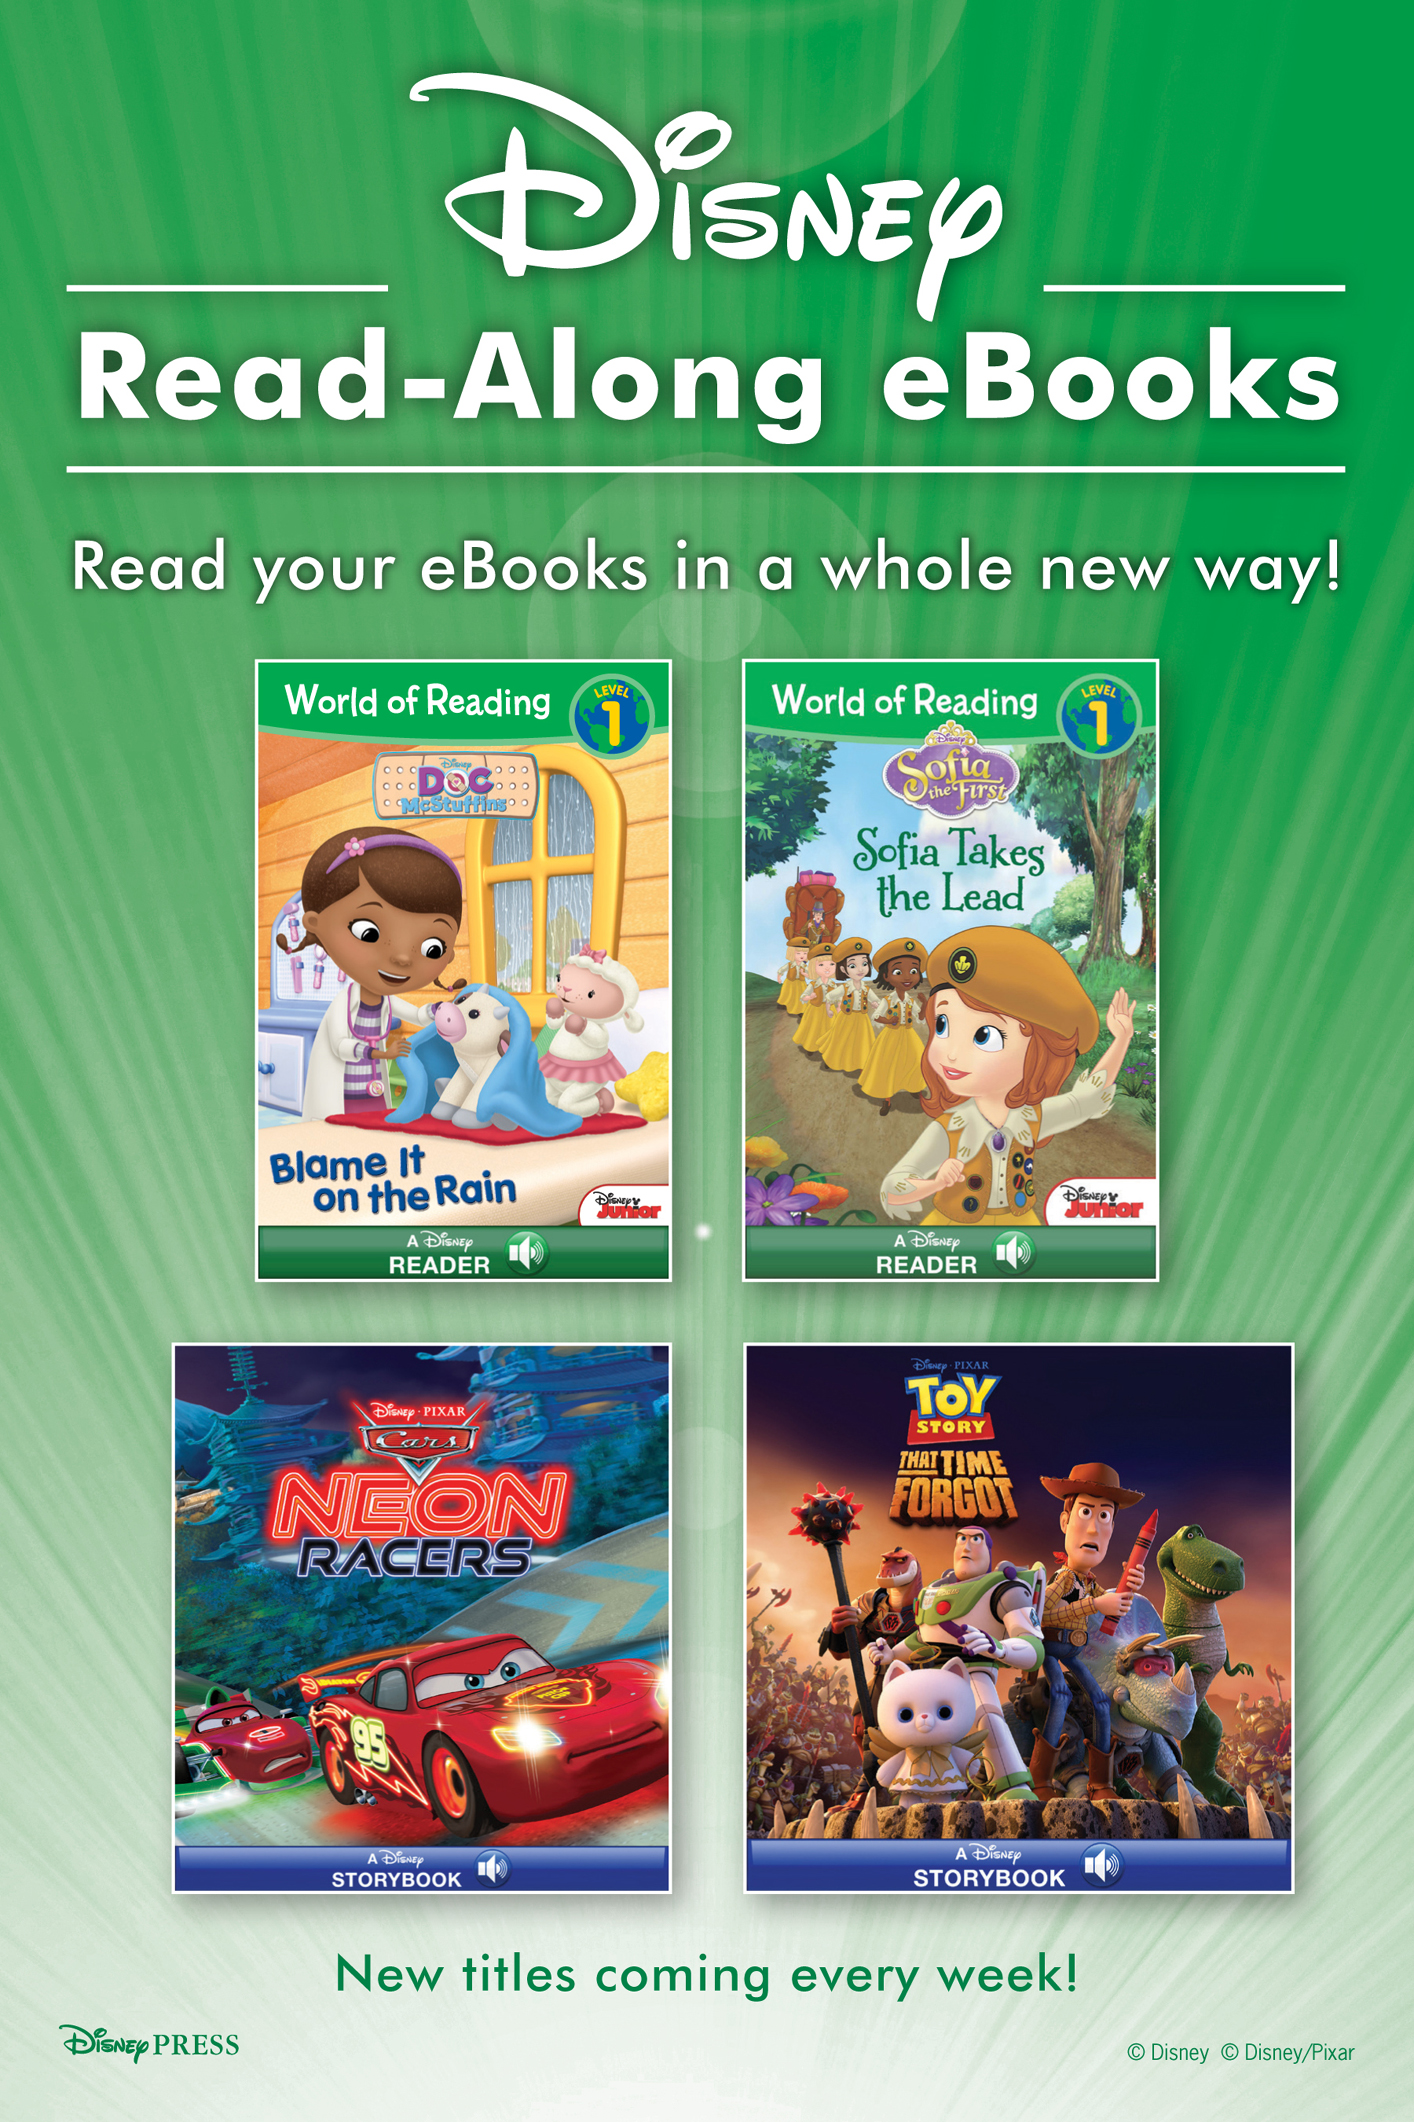 Disney
Read-Along eBooks
Read your eBooks in a whole new way!
World of Reading
LEVEL
1
Disney
DOC
McStuffins
Blame It
on the Rain
Disney
Junior
A Disney
READER
World of Reading
LEVEL
1
Disney
Sofia
the First
Sofia Takes
the Lead
Disney
Junior
A Disney
READER
Disney · PIXAR
Cars
NEON
RACERS
95
A Disney
STORYBOOK
Disney · PIXAR
TOY
STORY
THAT TIME
FORGOT
A Disney
STORYBOOK
New titles coming every week!
Disney PRESS
© Disney © Disney/Pixar